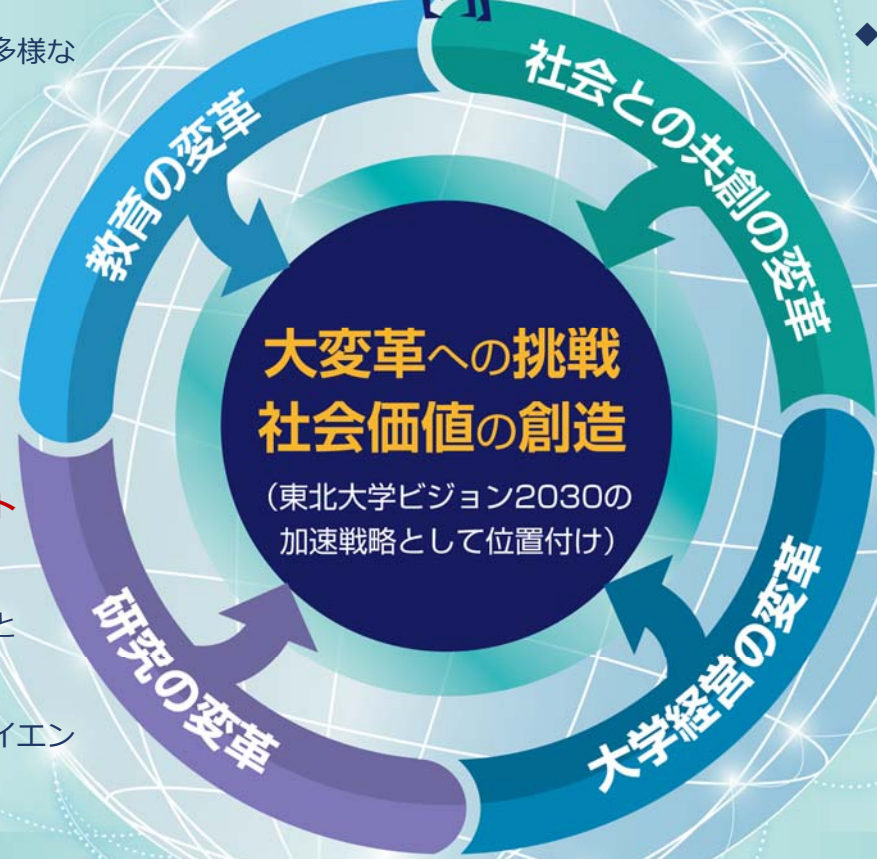 多様な
◆
教育の変革
社会との共創の変革
大変革への挑戦
社会価値の創造
（東北大学ビジョン2030の
加速戦略として位置付け）
ト
と
イエン
研究の変革
大学経営の変革